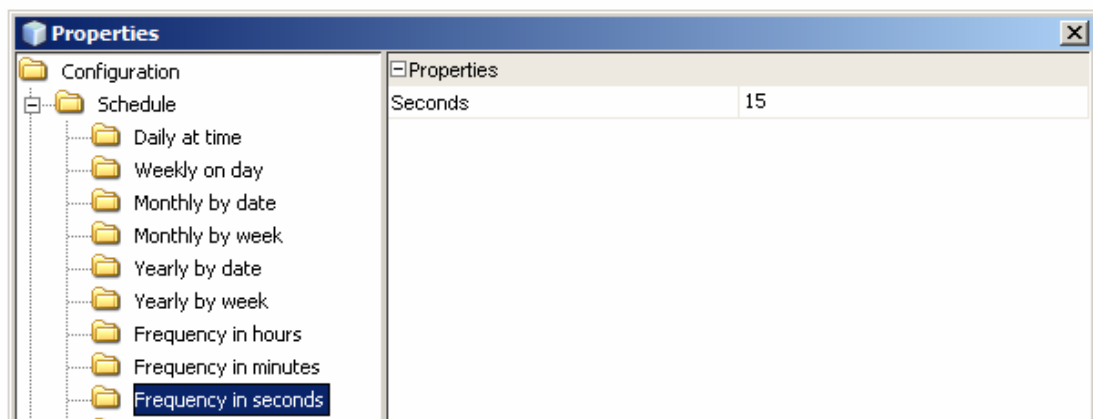 Properties
Configuration
Schedule
Daily at time
Weekly on day
Monthly by date
Monthly by week
Yearly by date
Yearly by week
Frequency in hours
Frequency in minutes
Frequency in seconds
Properties
Seconds 15